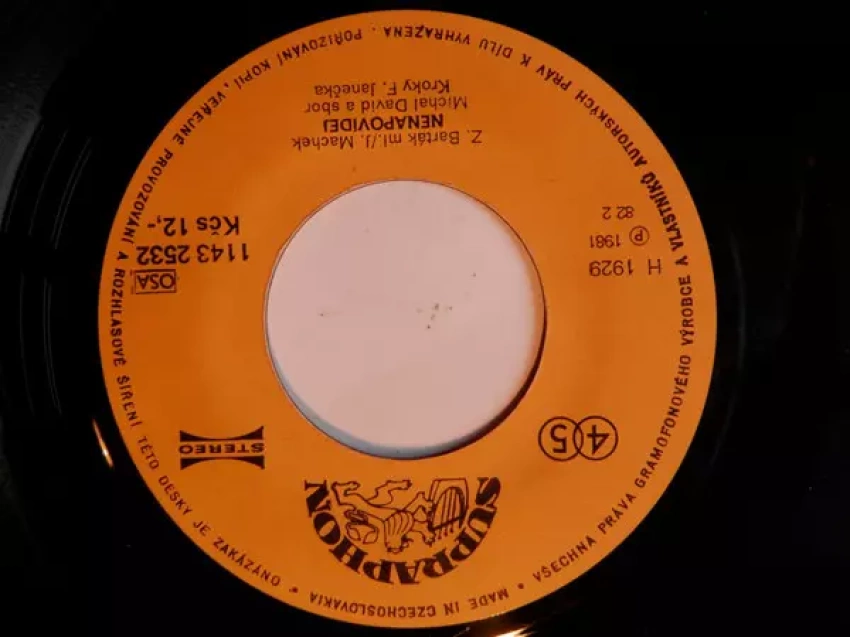 SUPRAPHON
45
STEREO
H 1929
Ⓟ 1981
82 2
OSA
1143 2532
Kčs 12,-
Z. Barták ml./J. Machek
NENAPOVÍDEJ
Michal David a sbor
Kroky F. Janečka
• MADE IN CZECHOSLOVAKIA • VŠECHNA PRÁVA GRAMOFONOVÉHO VÝROBCE A VLASTNÍKŮ AUTORSKÝCH PRÁV K DÍLU VYHRAZENA . POŘIZOVÁNÍ KOPIÍ, VEŘEJNÉ PROVOZOVÁNÍ A ROZHLASOVÉ ŠÍŘENÍ TÉTO DESKY JE ZAKÁZÁNO